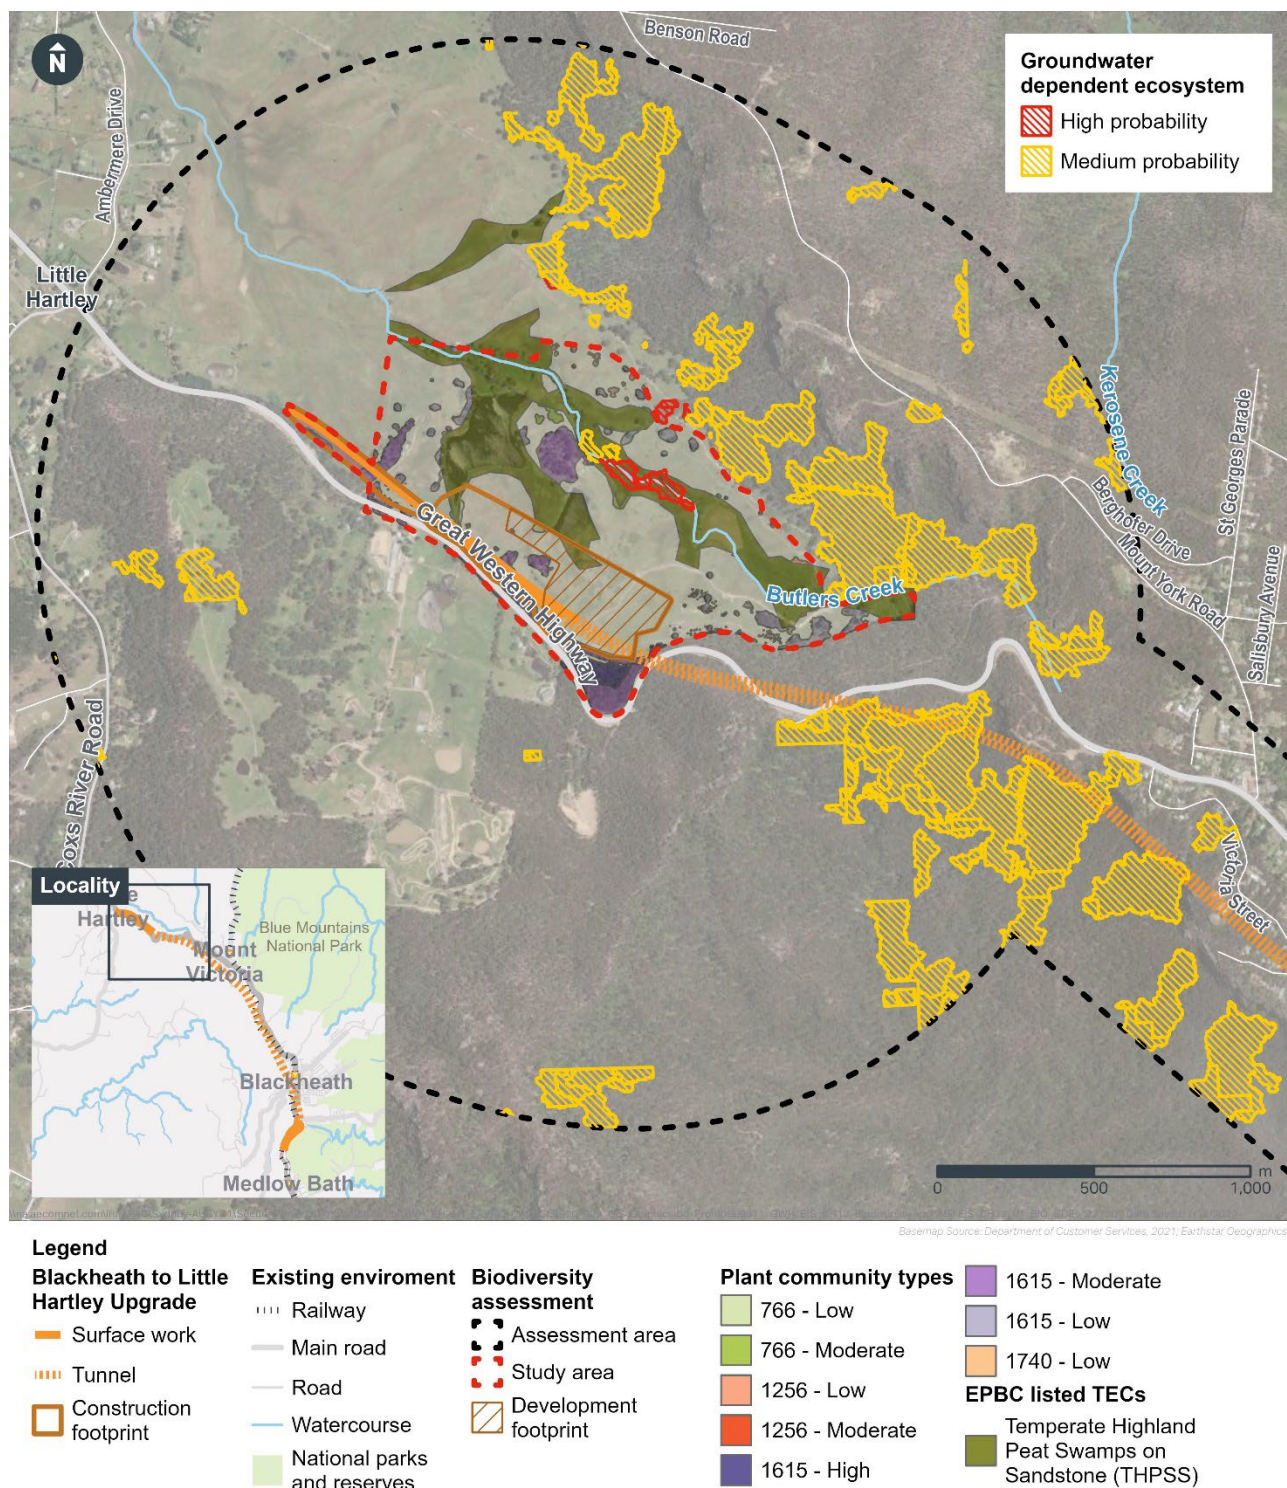 N
Benson Road
Groundwater
dependent ecosystem
High probability
Medium probability
Ambermere Drive
Little
Hartley
Kerosene Creek
St Georges Parade
Berghofer Drive
Mount York Road
Salisbury Avenue
Great Western Highway
Butlers Creek
Coxs River Road
Victoria Street
Locality
Hartley
Mount
Victoria
Blue Mountains
National Park
Blackheath
Medlow Bath
m
0
500
1,000
Basemap Source: Department of Customer Services, 2021; Earthstar Geographics
Legend
Blackheath to Little
Hartley Upgrade
Surface work
Tunnel
Construction
footprint
Existing enviroment
Railway
Main road
Road
Watercourse
National parks
and reserves
Biodiversity
assessment
Assessment area
Study area
Development
footprint
Plant community types
766 - Low
766 - Moderate
1256 - Low
1256 - Moderate
1615 - High
1615 - Moderate
1615 - Low
1740 - Low
EPBC listed TECs
Temperate Highland
Peat Swamps on
Sandstone (THPSS)